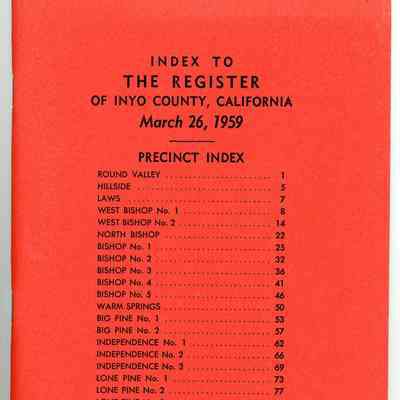 INDEX TO
THE REGISTER
OF INYO COUNTY, CALIFORNIA
March 26, 1959
PRECINCT INDEX
ROUND VALLEY 1
HILLSIDE 5
LAWS 7
WEST BISHOP No. 1 8
WEST BISHOP No. 2 14
NORTH BISHOP 22
BISHOP No. 1 25
BISHOP No. 2 32
BISHOP No. 3 36
BISHOP No. 4 41
BISHOP No. 5 46
WARM SPRINGS 50
BIG PINE No. 1 53
BIG PINE No. 2 57
INDEPENDENCE No. 1 62
INDEPENDENCE No. 2 66
INDEPENDENCE No. 3 69
LONE PINE No. 1 73
LONE PINE No. 2 77